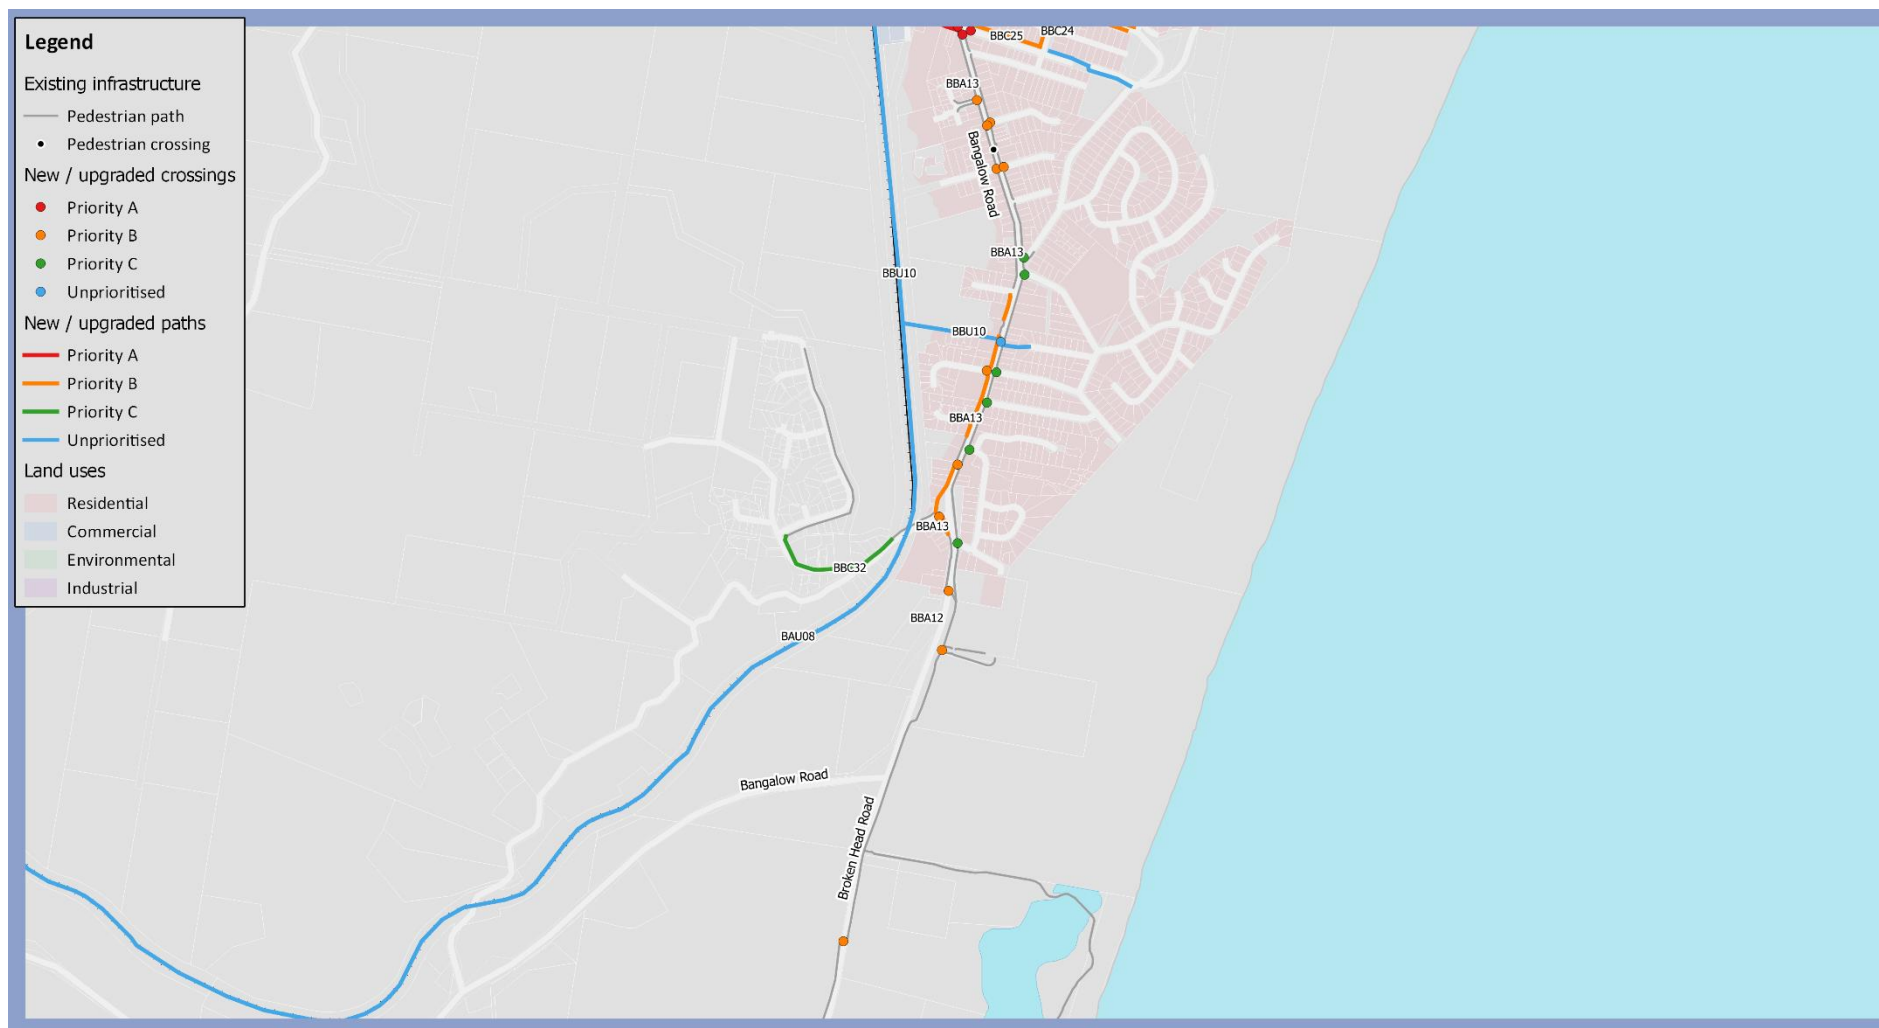 Legend
Existing infrastructure
Pedestrian path
Pedestrian crossing
New / upgraded crossings
Priority A
Priority B
Priority C
Unprioritised
New / upgraded paths
Priority A
Priority B
Priority C
Unprioritised
Land uses
Residential
Commercial
Environmental
Industrial
BBC24
BBC25
BBA13
Bangalow Road
BBA13
BBU10
BBU10
BBA13
BBA13
BBC32
BBA12
BAU08
Bangalow Road
Broken Head Road